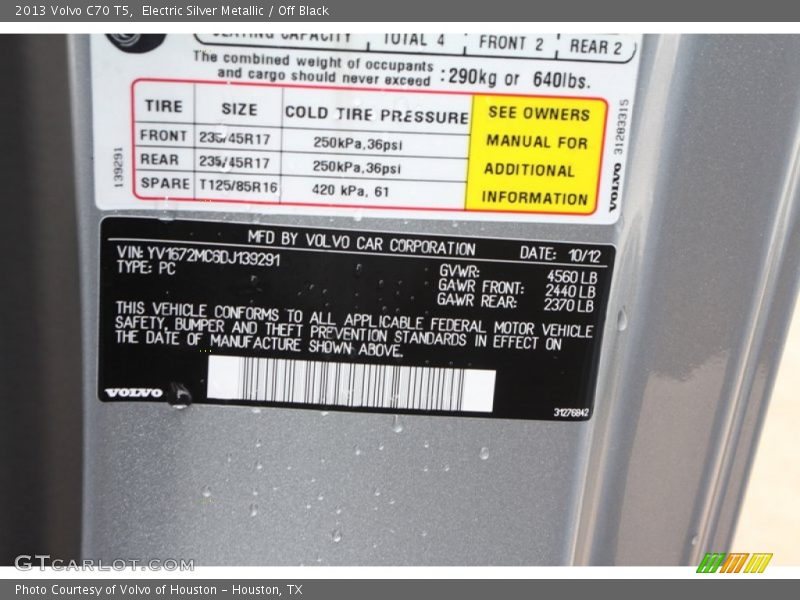 2013 Volvo C70 T5, Electric Silver Metallic / Off Black
SEATING CAPACITY TOTAL 4 FRONT 2 REAR 2
The combined weight of occupants
and cargo should never exceed : 290kg or 640lbs.
TIRE SIZE COLD TIRE PRESSURE
FRONT 235/45R17 250kPa,36psi
REAR 235/45R17 250kPa,36psi
SPARE T125/85R16 420 kPa, 61
SEE OWNERS
MANUAL FOR
ADDITIONAL
INFORMATION
139291
31283315
VOLVO
MFD BY VOLVO CAR CORPORATION DATE: 10/12
VIN: YV1672MC6DJ139291
TYPE: PC
GVWR: 4560 LB
GAWR FRONT: 2440 LB
GAWR REAR: 2370 LB
THIS VEHICLE CONFORMS TO ALL APPLICABLE FEDERAL MOTOR VEHICLE
SAFETY, BUMPER AND THEFT PREVENTION STANDARDS IN EFFECT ON
THE DATE OF MANUFACTURE SHOWN ABOVE.
VOLVO
31276842
GTCarLot.com
Photo Courtesy of Volvo of Houston - Houston, TX